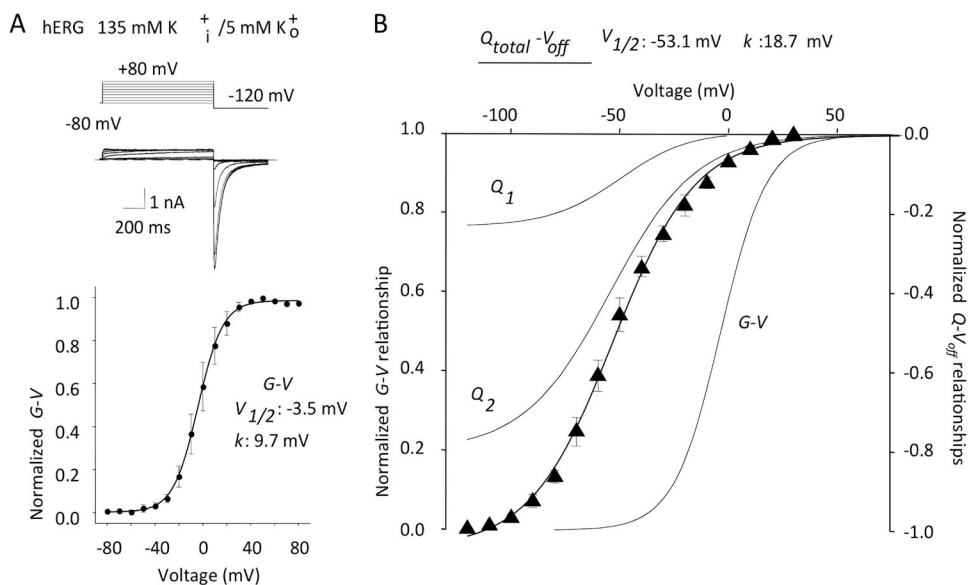 A
hERG 135 mM K+i /5 mM K+o
+80 mV
-120 mV
-80 mV
1 nA
200 ms
1.0
0.8
0.6
0.4
0.2
0.0
Normalized G-V
G-V
V1/2: -3.5 mV
k: 9.7 mV
-80 -40 0 40 80
Voltage (mV)
B
Qtotal -Voff V1/2: -53.1 mV k :18.7 mV
Voltage (mV)
-100 -50 0 50
1.0
0.8
0.6
0.4
0.2
0.0
Normalized G-V relationship
Q1
Q2
G-V
0.0
-0.2
-0.4
-0.6
-0.8
-1.0
Normalized Q-Voff relationships